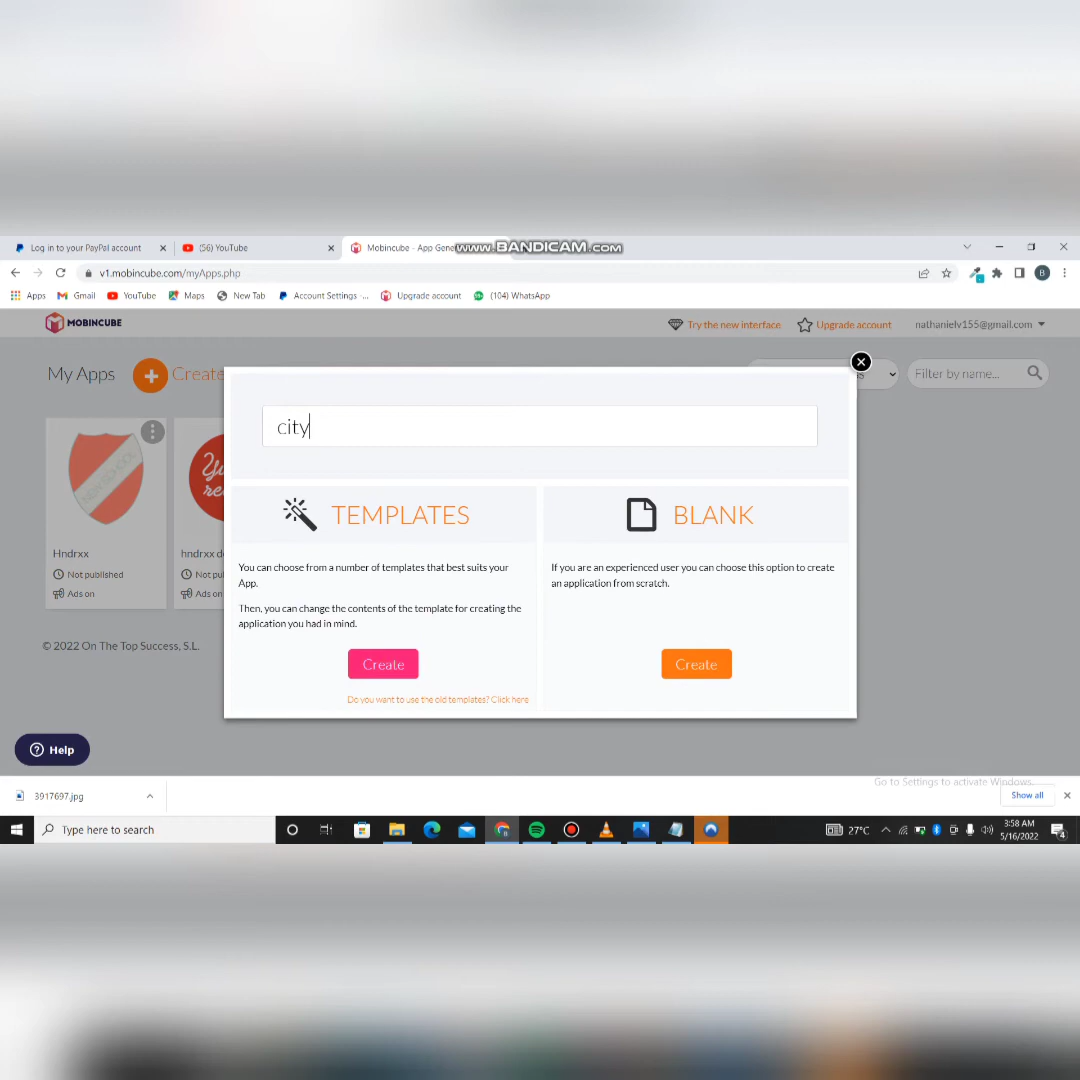 Log in to your PayPal account
(56) YouTube
Mobincube - App Gene
WWW.BANDICAM.COM
v1.mobincube.com/myApps.php
B
Apps
Gmail
YouTube
Maps
New Tab
Account Settings - ...
Upgrade account
(104) WhatsApp
MOBINCUBE
Try the new interface
Upgrade account
nathanielv155@gmail.com
My Apps
Create
Filter by name...
city
TEMPLATES
BLANK
You can choose from a number of templates that best suits your
App.
Then, you can change the contents of the template for creating the
application you had in mind.
Create
Do you want to use the old templates? Click here
If you are an experienced user you can choose this option to create
an application from scratch.
Create
Hndrxx
Not published
Ads on
hndrxx d
Not pu
Ads on
© 2022 On The Top Success, S.L.
Help
Go to Settings to activate Windows.
3917697.jpg
Show all
Type here to search
27°C
3:58 AM
5/16/2022
4